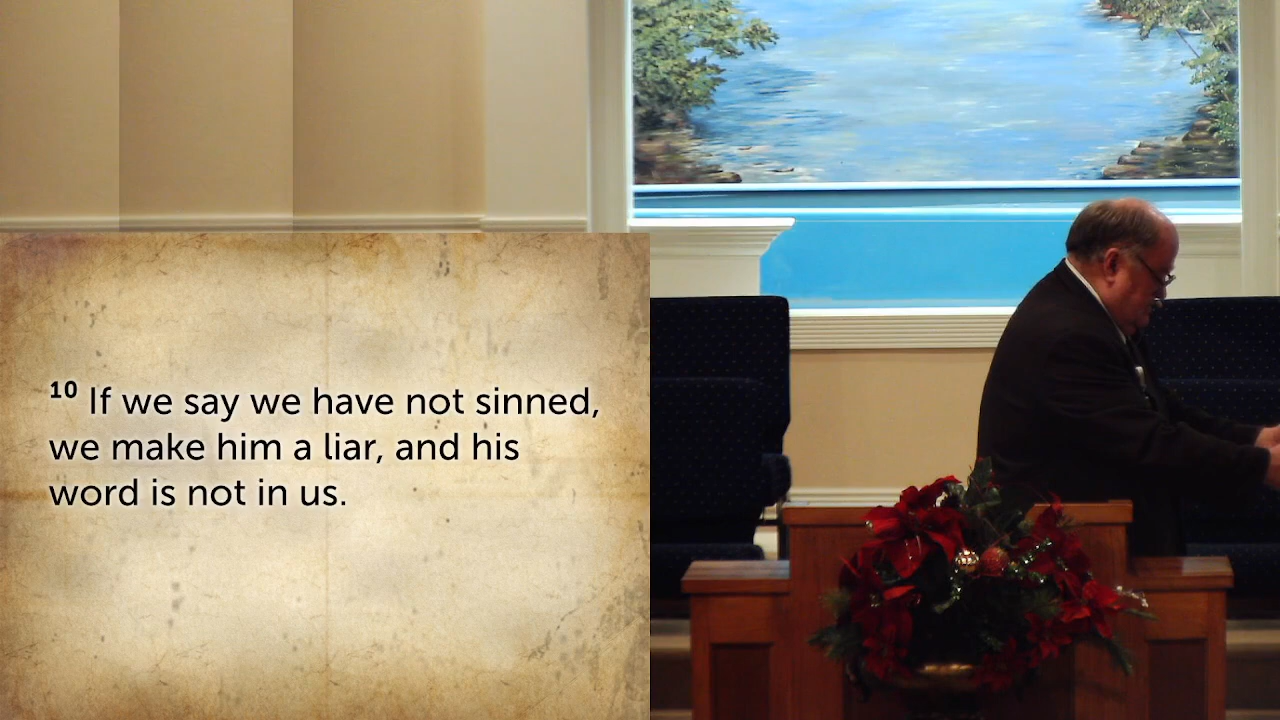 10 If we say we have not sinned,
we make him a liar, and his
word is not in us.